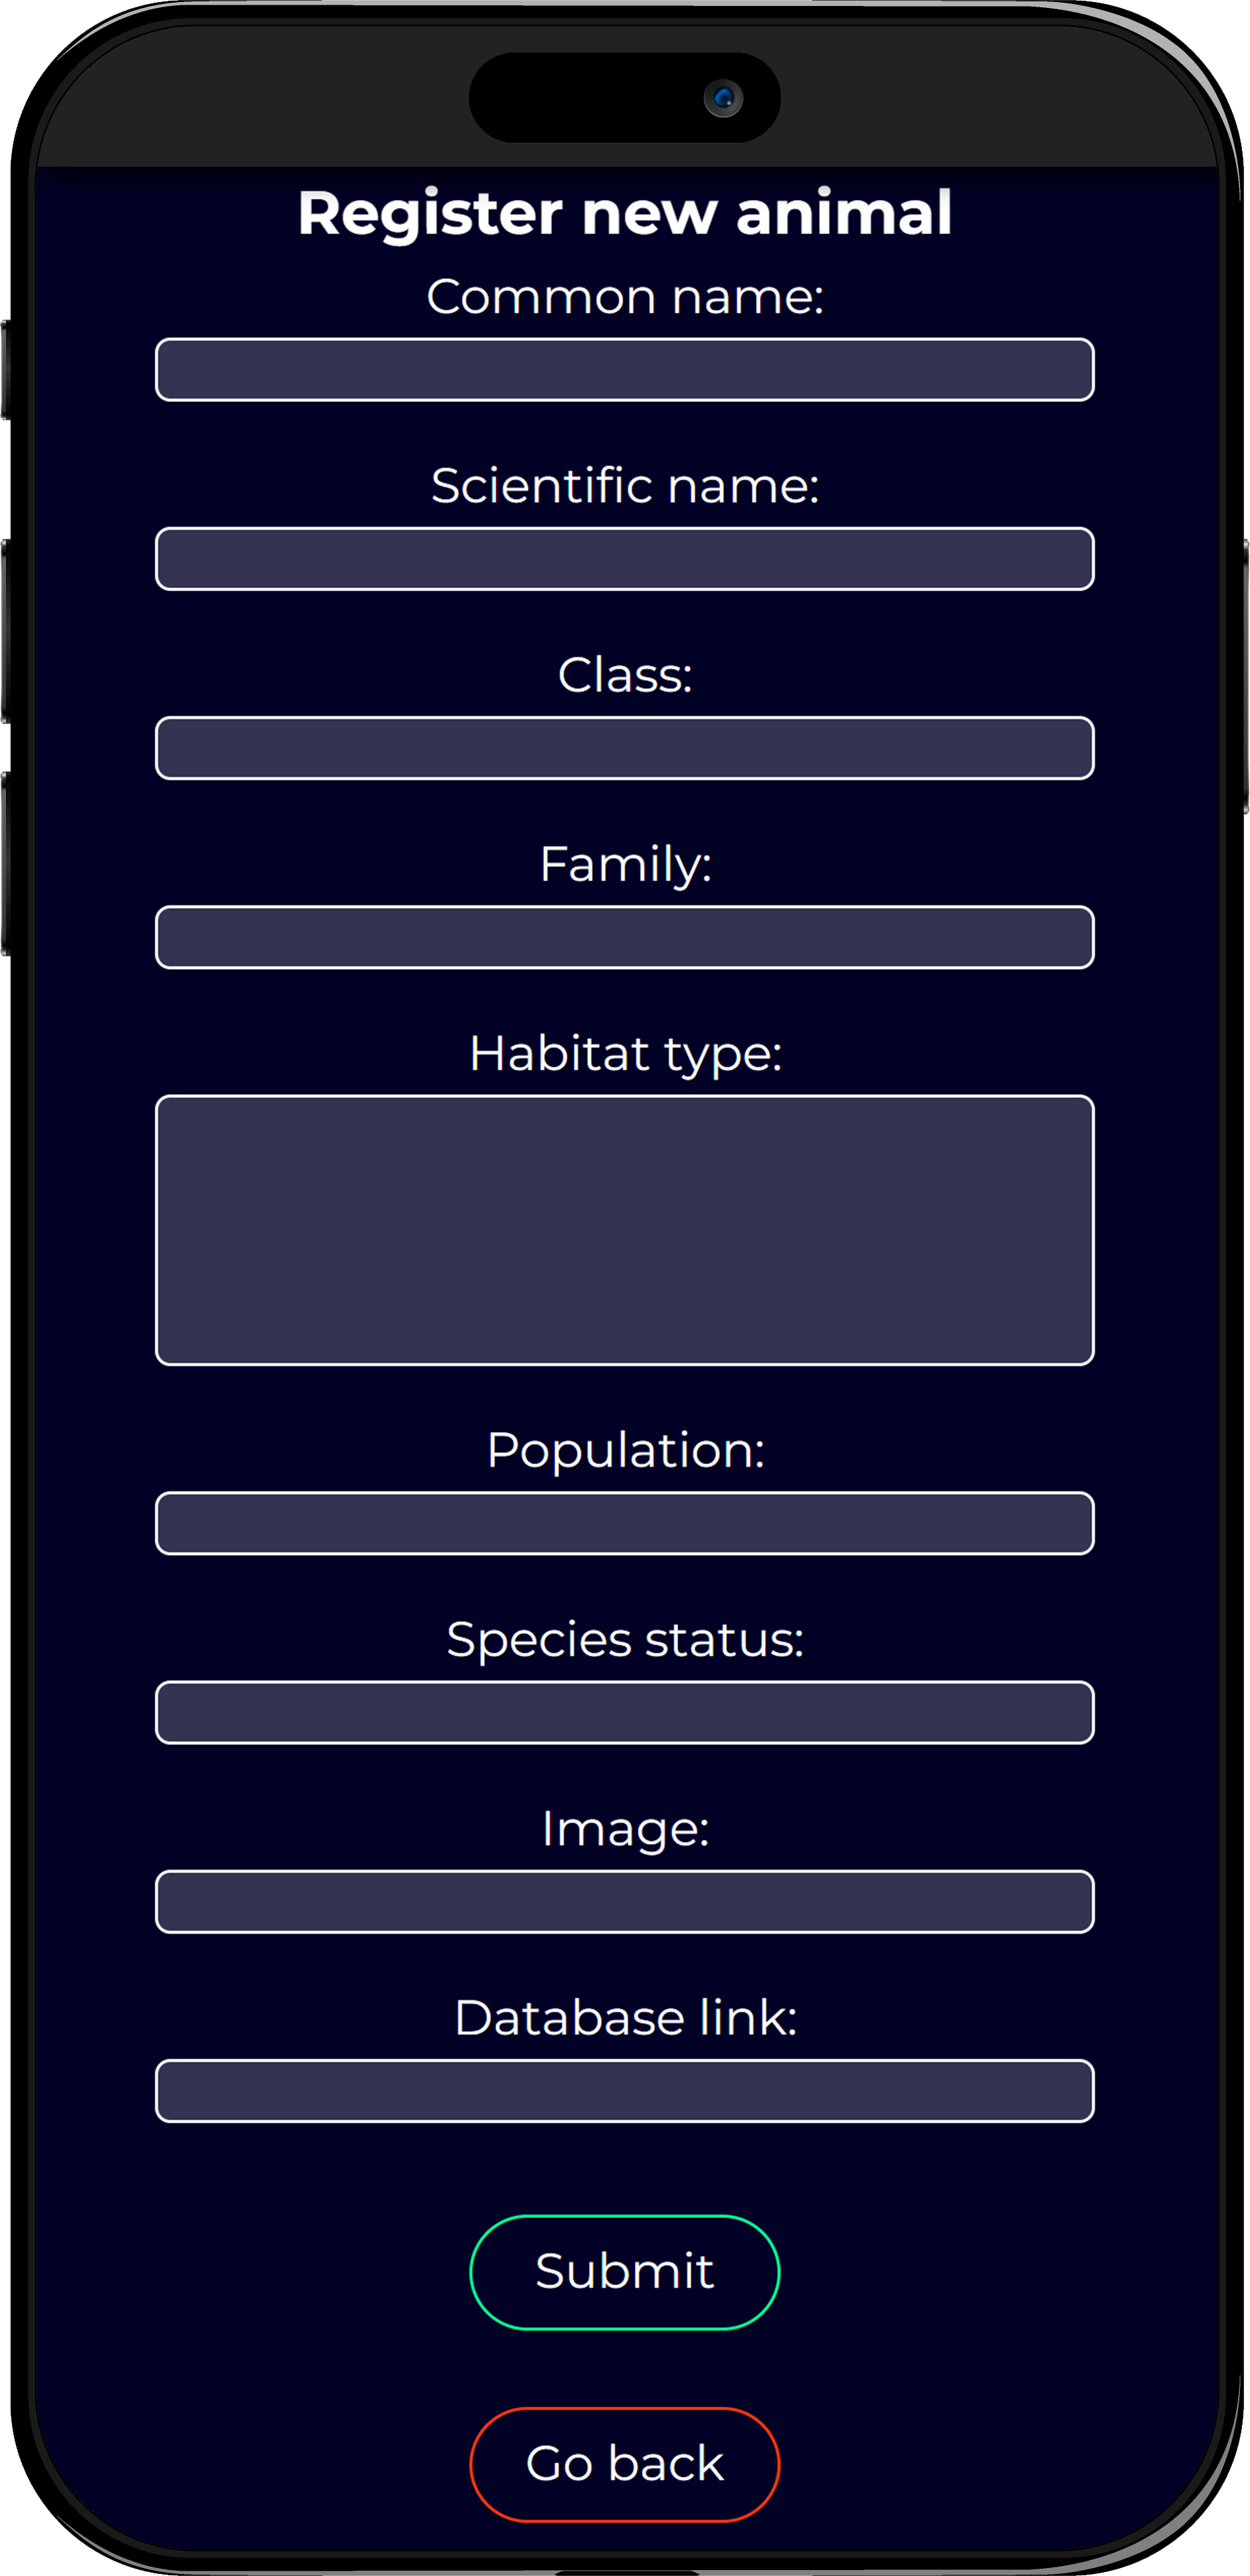 Register new animal
Common name:
Scientific name:
Class:
Family:
Habitat type:
Population:
Species status:
Image:
Database link:
Submit
Go back